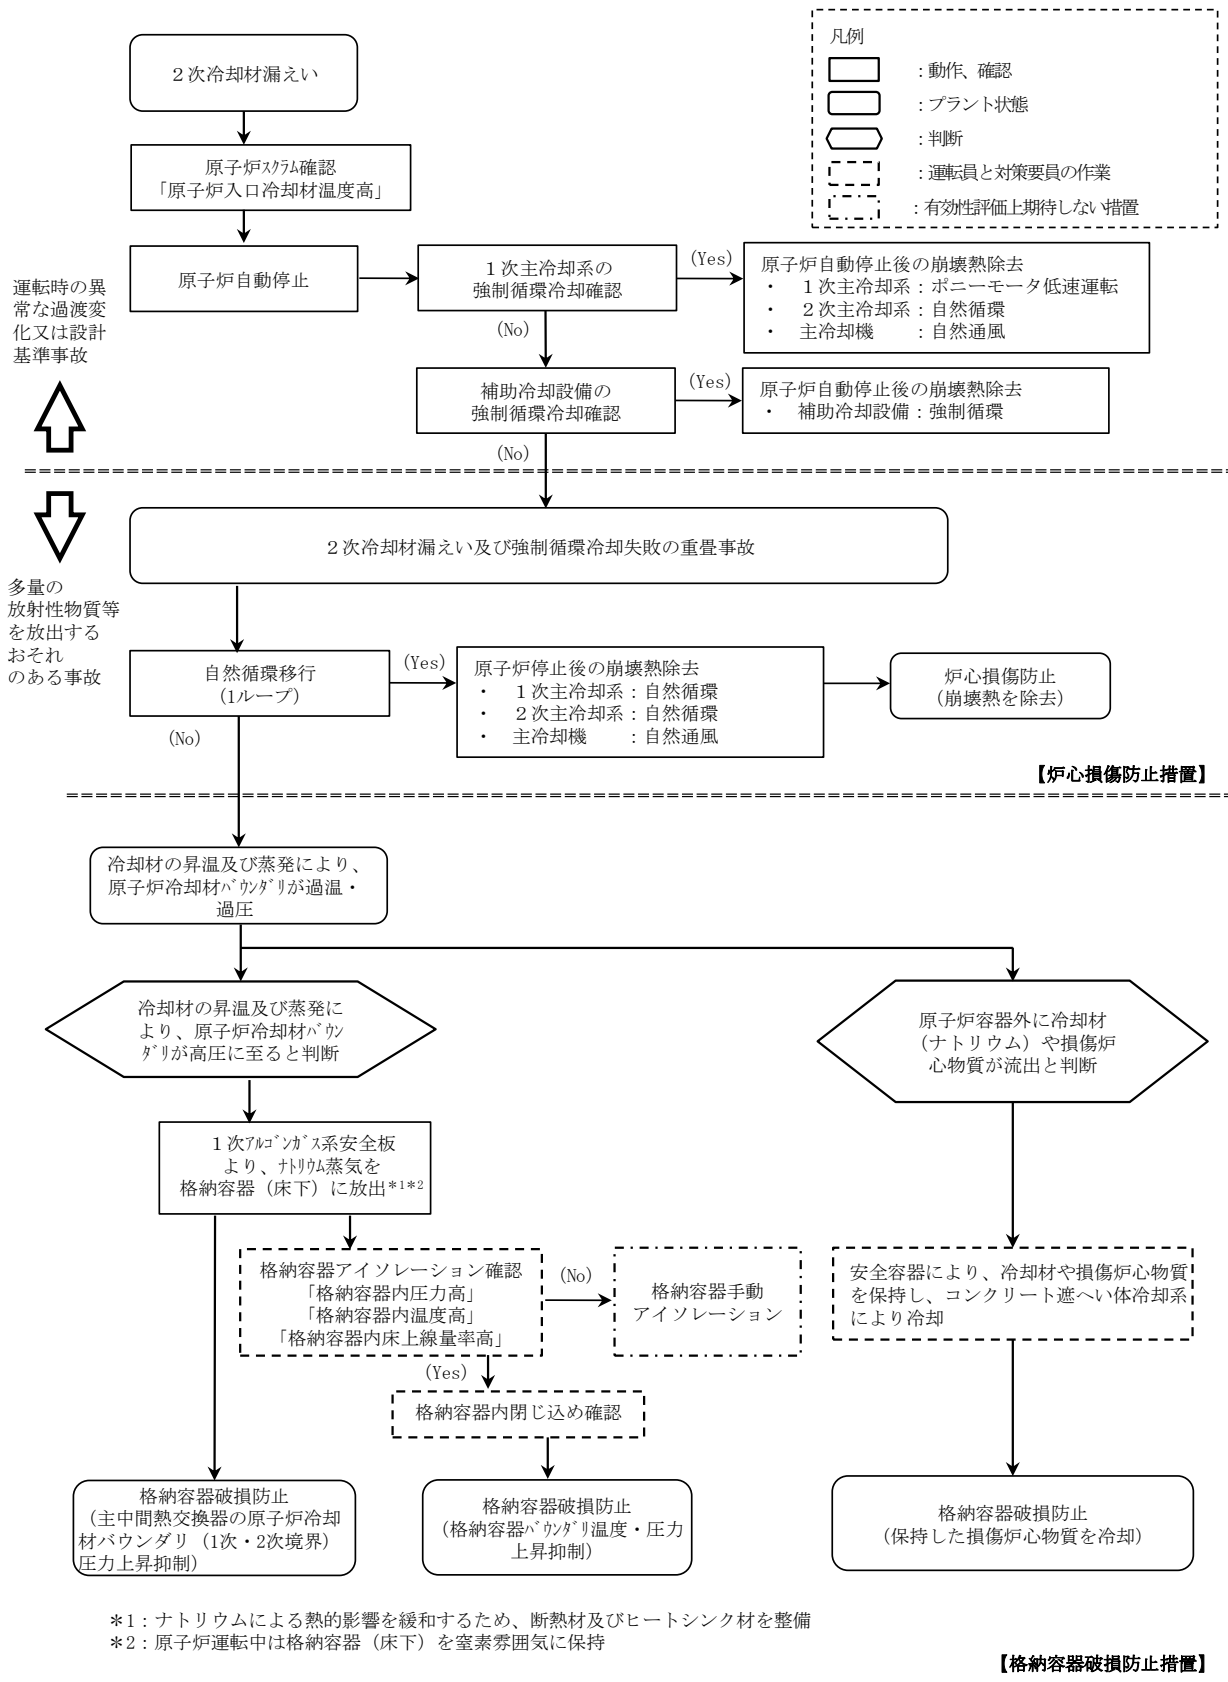 凡例
：動作、確認
：プラント状態
：判断
：運転員と対策要員の作業
：有効性評価上期待しない措置
２次冷却材漏えい
原子炉ｽｸﾗﾑ確認
「原子炉入口冷却材温度高」
原子炉自動停止
１次主冷却系の
強制循環冷却確認
(Yes)
原子炉自動停止後の崩壊熱除去
・　１次主冷却系：ポニーモータ低速運転
・　２次主冷却系：自然循環
・　主冷却機　　：自然通風
(No)
運転時の異
常な過渡変
化又は設計
基準事故
補助冷却設備の
強制循環冷却確認
(Yes)
原子炉自動停止後の崩壊熱除去
・　補助冷却設備：強制循環
(No)
２次冷却材漏えい及び強制循環冷却失敗の重畳事故
多量の
放射性物質等
を放出する
おそれ
のある事故
自然循環移行
(1ループ)
(Yes)
原子炉停止後の崩壊熱除去
・　１次主冷却系：自然循環
・　２次主冷却系：自然循環
・　主冷却機　　：自然通風
炉心損傷防止
（崩壊熱を除去）
(No)
【炉心損傷防止措置】
冷却材の昇温及び蒸発により、
原子炉冷却材ﾊﾞｳﾝﾀﾞﾘが過温・
過圧
冷却材の昇温及び蒸発に
より、原子炉冷却材ﾊﾞｳﾝ
ﾀﾞﾘが高圧に至ると判断
原子炉容器外に冷却材
（ナトリウム）や損傷炉
心物質が流出と判断
１次ｱﾙｺﾞﾝｶﾞｽ系安全板
より、ﾅﾄﾘｳﾑ蒸気を
格納容器（床下）に放出*1*2
格納容器アイソレーション確認
「格納容器内圧力高」
「格納容器内温度高」
「格納容器内床上線量率高」
(No)
格納容器手動
アイソレーション
安全容器により、冷却材や損傷炉心物質
を保持し、コンクリート遮へい体冷却系
により冷却
(Yes)
格納容器内閉じ込め確認
格納容器破損防止
（主中間熱交換器の原子炉冷却
材バウンダリ（1次・2次境界）
圧力上昇抑制）
格納容器破損防止
（格納容器ﾊﾞｳﾝﾀﾞﾘ温度・圧力
上昇抑制）
格納容器破損防止
（保持した損傷炉心物質を冷却）
＊1：ナトリウムによる熱的影響を緩和するため、断熱材及びヒートシンク材を整備
＊2：原子炉運転中は格納容器（床下）を窒素雰囲気に保持
【格納容器破損防止措置】